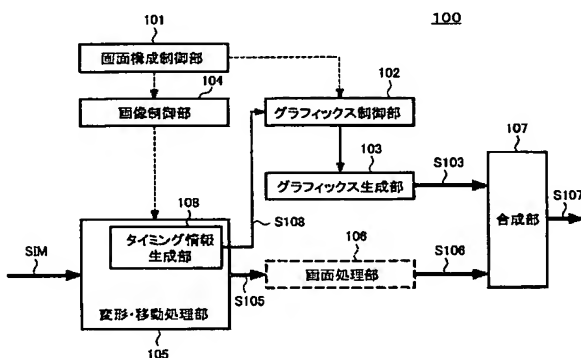 100
101
画面構成制御部
104
画像制御部
102
グラフィックス制御部
103
グラフィックス生成部
S103
107
合成部
S107
108
タイミング情報
生成部
S108
SIM
変形・移動処理部
105
S105
106
画面処理部
S106